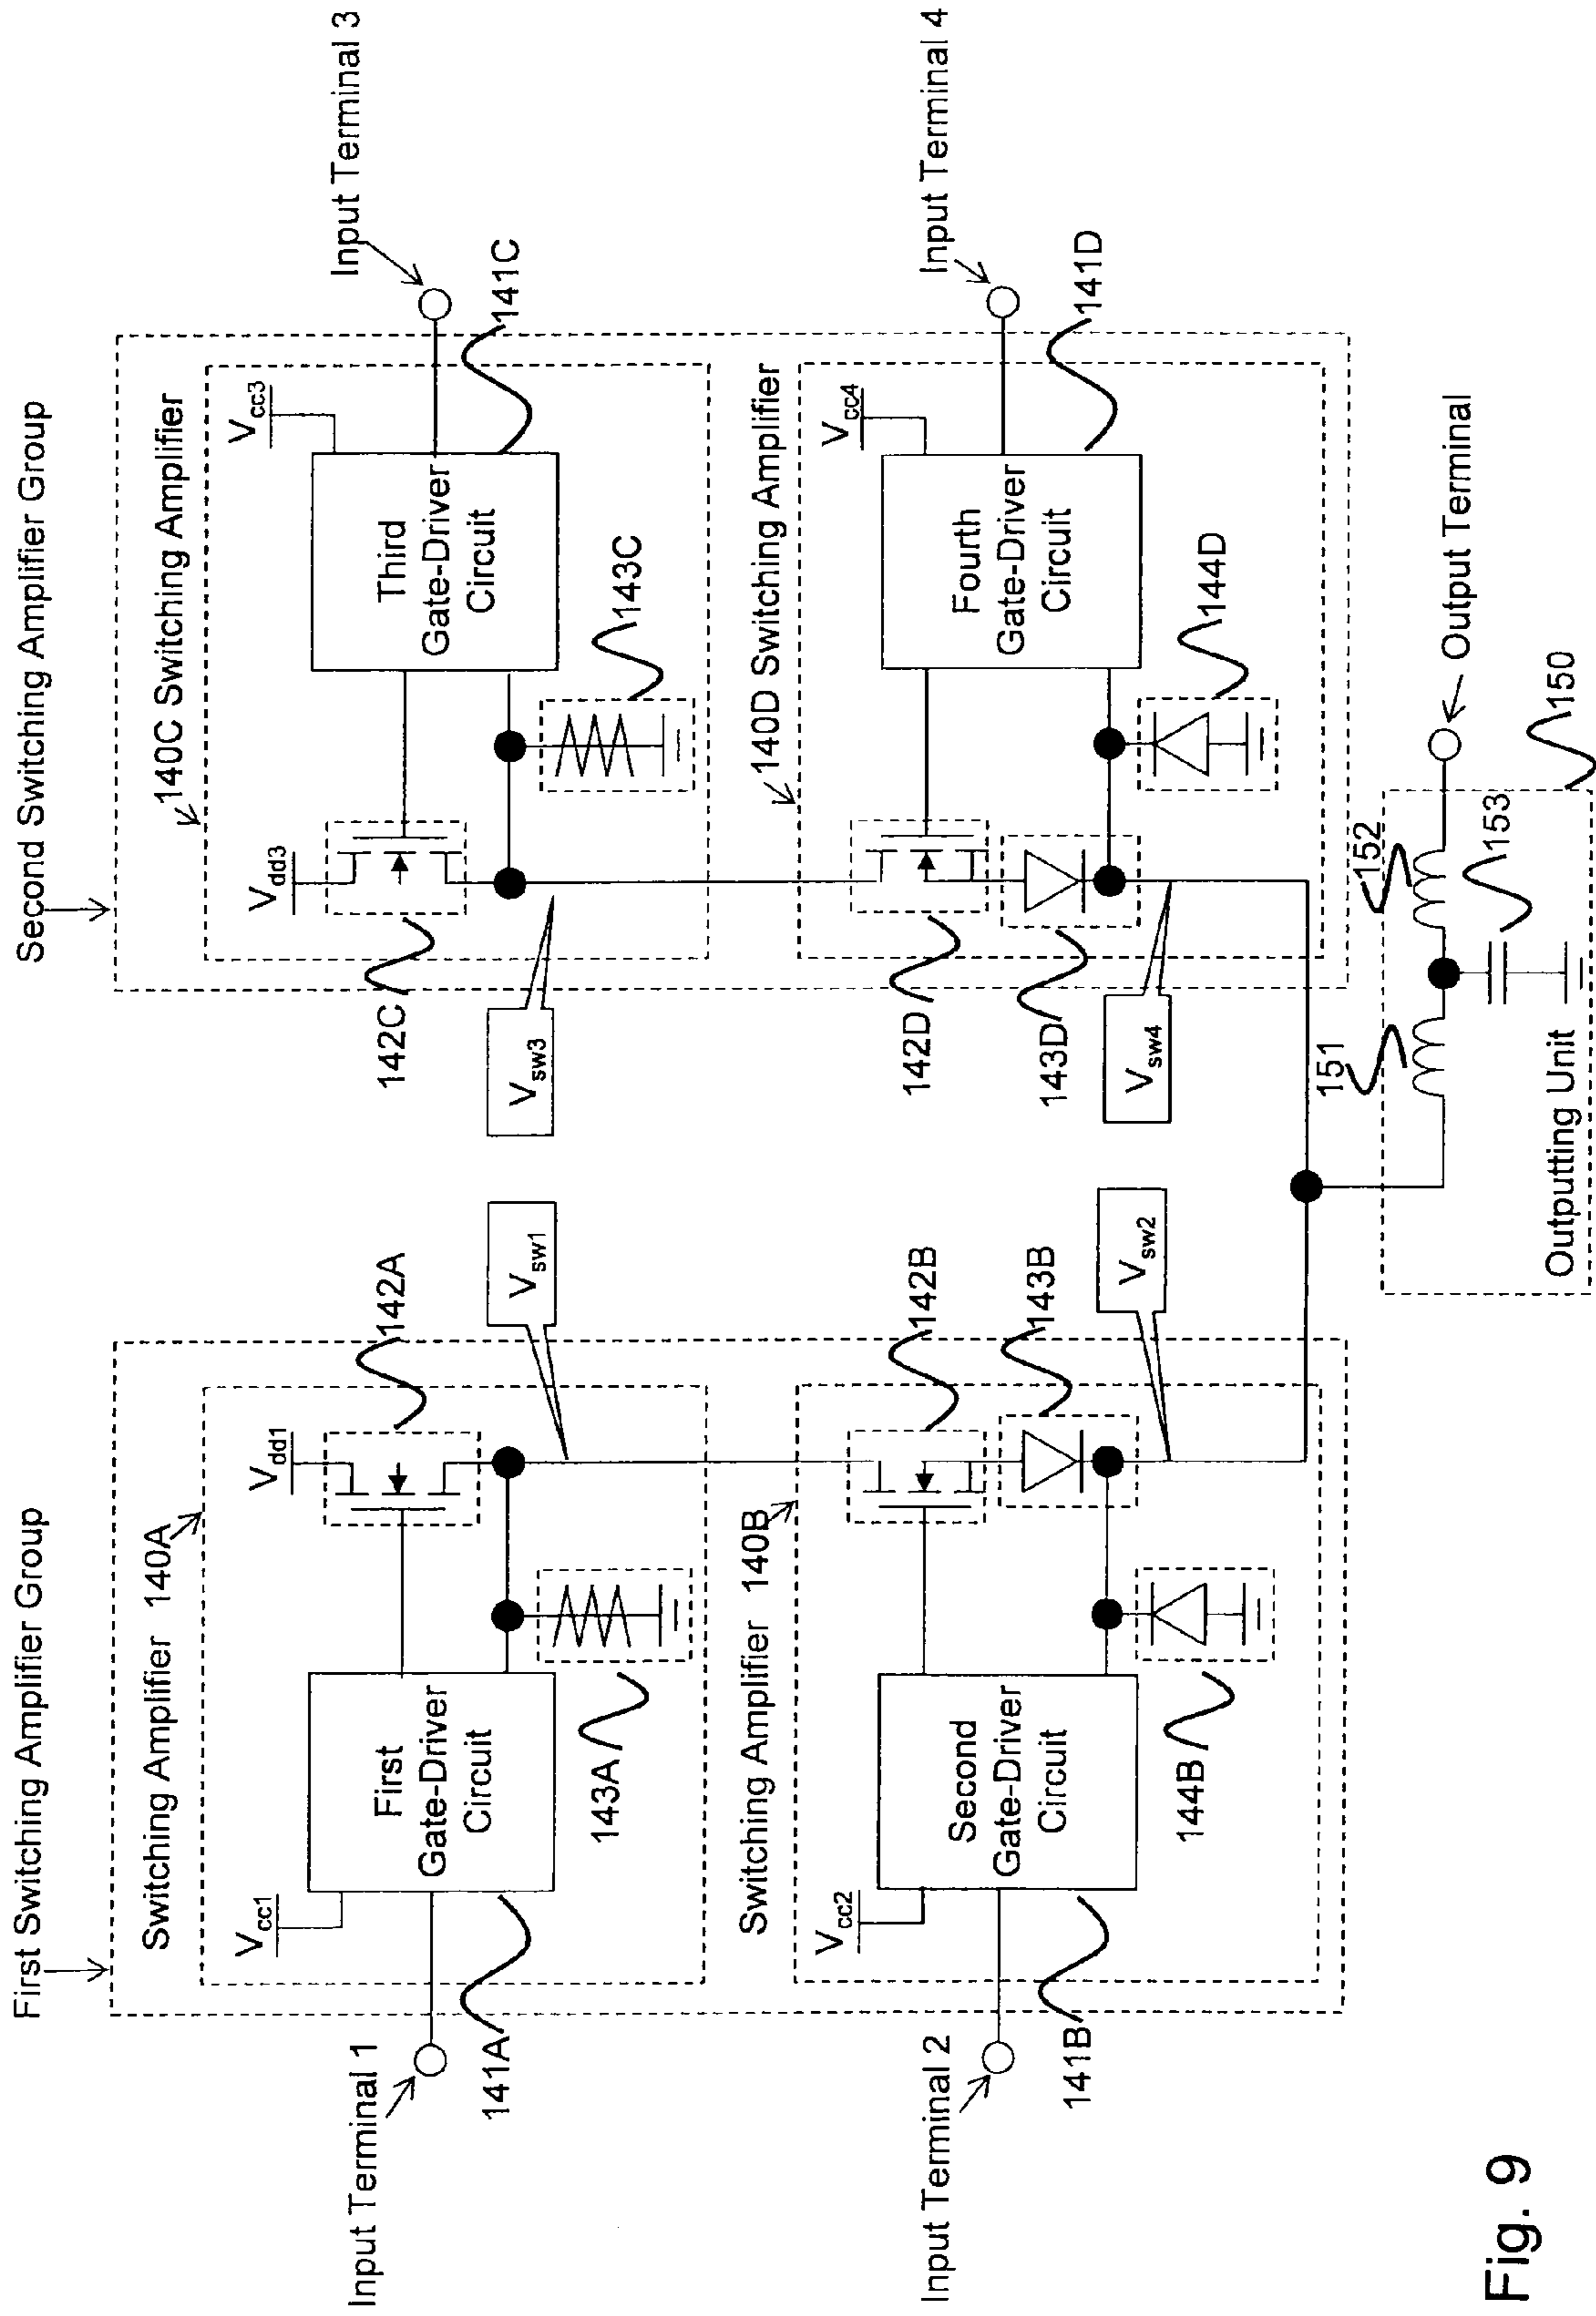 First Switching Amplifier Group
Second Switching Amplifier Group
Switching Amplifier 140A
140C Switching Amplifier
Vcc1
Vdd1
Vdd3
Vcc3
142A
142C
Input Terminal 1
Input Terminal 3
First
Gate-Driver
Circuit
Third
Gate-Driver
Circuit
141A
141C
143A
143C
Vsw1
Vsw3
Switching Amplifier 140B
140D Switching Amplifier
Vcc2
Vcc4
142B
142D
Input Terminal 2
Input Terminal 4
Second
Gate-Driver
Circuit
Fourth
Gate-Driver
Circuit
143B
143D
141B
141D
144B
144D
Vsw2
Vsw4
151
152
153
Output Terminal
Outputting Unit
150
Fig. 9